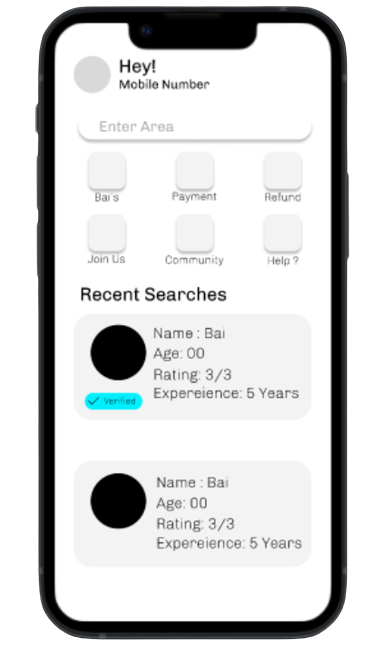 Hey!
Mobile Number
Enter Area
Bai's Payment Refund
Join Us Community Help ?
Recent Searches
Name : Bai
Age: 00
Rating: 3/3
Expereience: 5 Years
Verified
Name : Bai
Age: 00
Rating: 3/3
Expereience: 5 Years